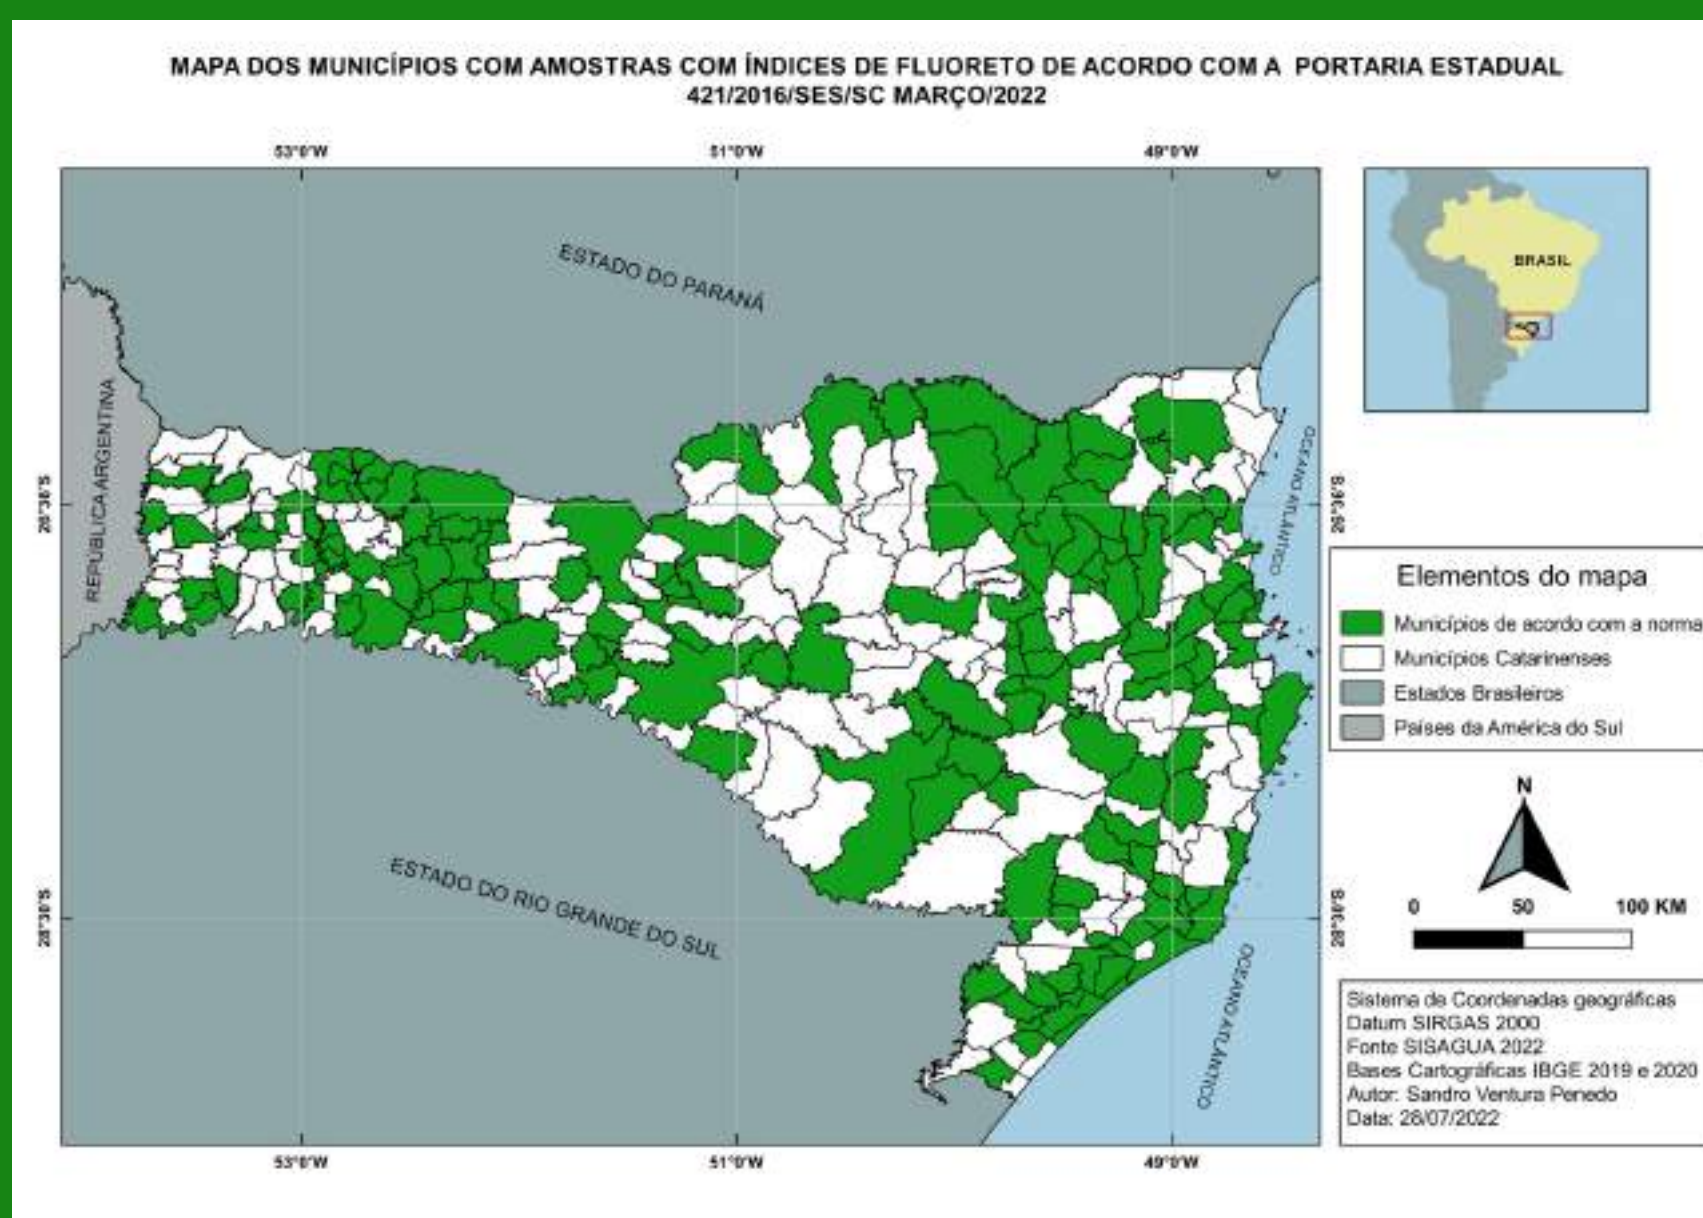 MAPA DOS MUNICÍPIOS COM AMOSTRAS COM ÍNDICES DE FLUORETO DE ACORDO COM A PORTARIA ESTADUAL
421/2016/SES/SC MARÇO/2022
53°0'W
51°0'W
49°0'W
ESTADO DO PARANÁ
BRASIL
REPÚBLICA ARGENTINA
OCEANO ATLÂNTICO
Elementos do mapa
Municípios de acordo com a norma
Municípios Catarinenses
Estados Brasileiros
Países da América do Sul
N
ESTADO DO RIO GRANDE DO SUL
0 50 100 KM
28°30'S
28°30'S
OCEANO ATLÂNTICO
Sistema de Coordenadas geográficas
Datum SIRGAS 2000
Fonte SISAGUA 2022
Bases Cartográficas IBGE 2019 e 2020
Autor: Sandro Ventura Penedo
Data: 28/07/2022
53°0'W
51°0'W
49°0'W